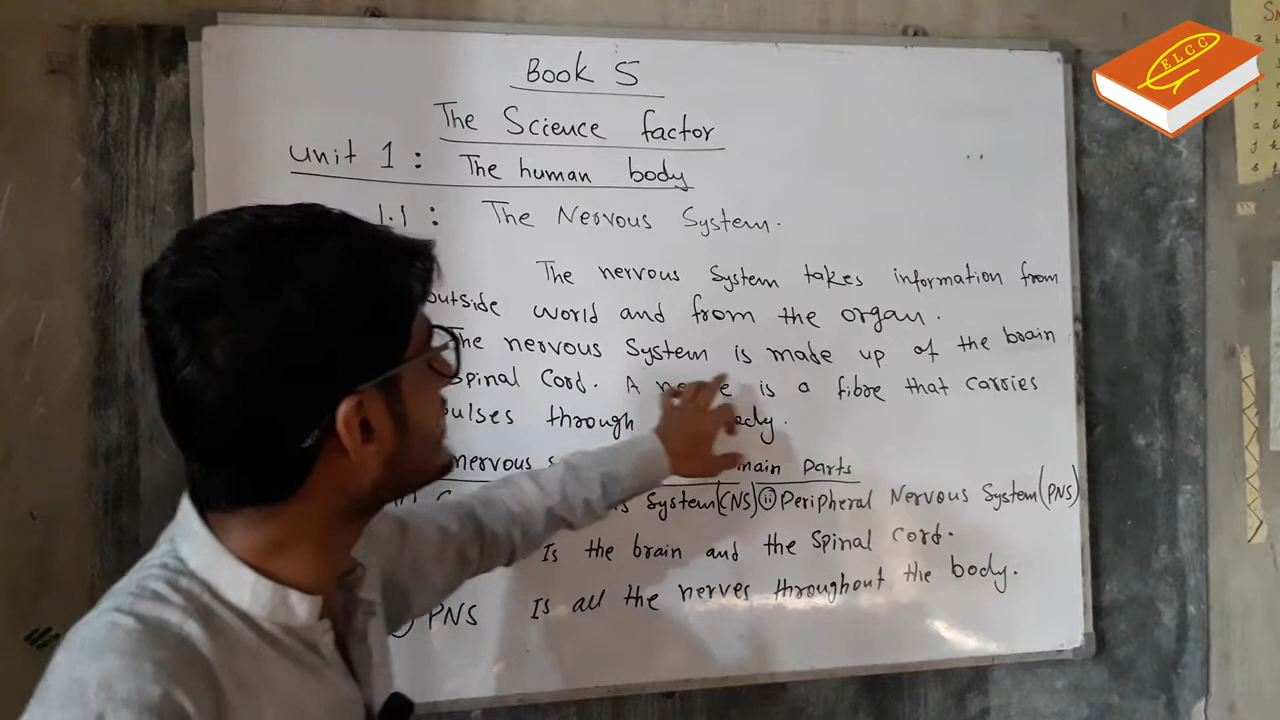 Book 5
The Science factor
Unit 1: The human body
1.1: The Nervous System.
The nervous System takes information from
outside world and from the organ.
The nervous System is made up of the brain
Spinal Cord. A is a fibre that carries
through
nervous main Parts
System(CNS) ii Peripheral Nervous System(PNS)
Is the brain and the Spinal Cord.
PNS Is all the nerves throughout the body.
ELCC